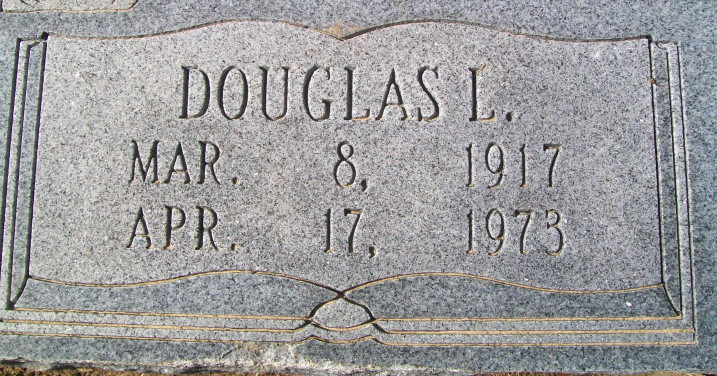 DOUGLAS L.
MAR. 8, 1917
APR. 17, 1973